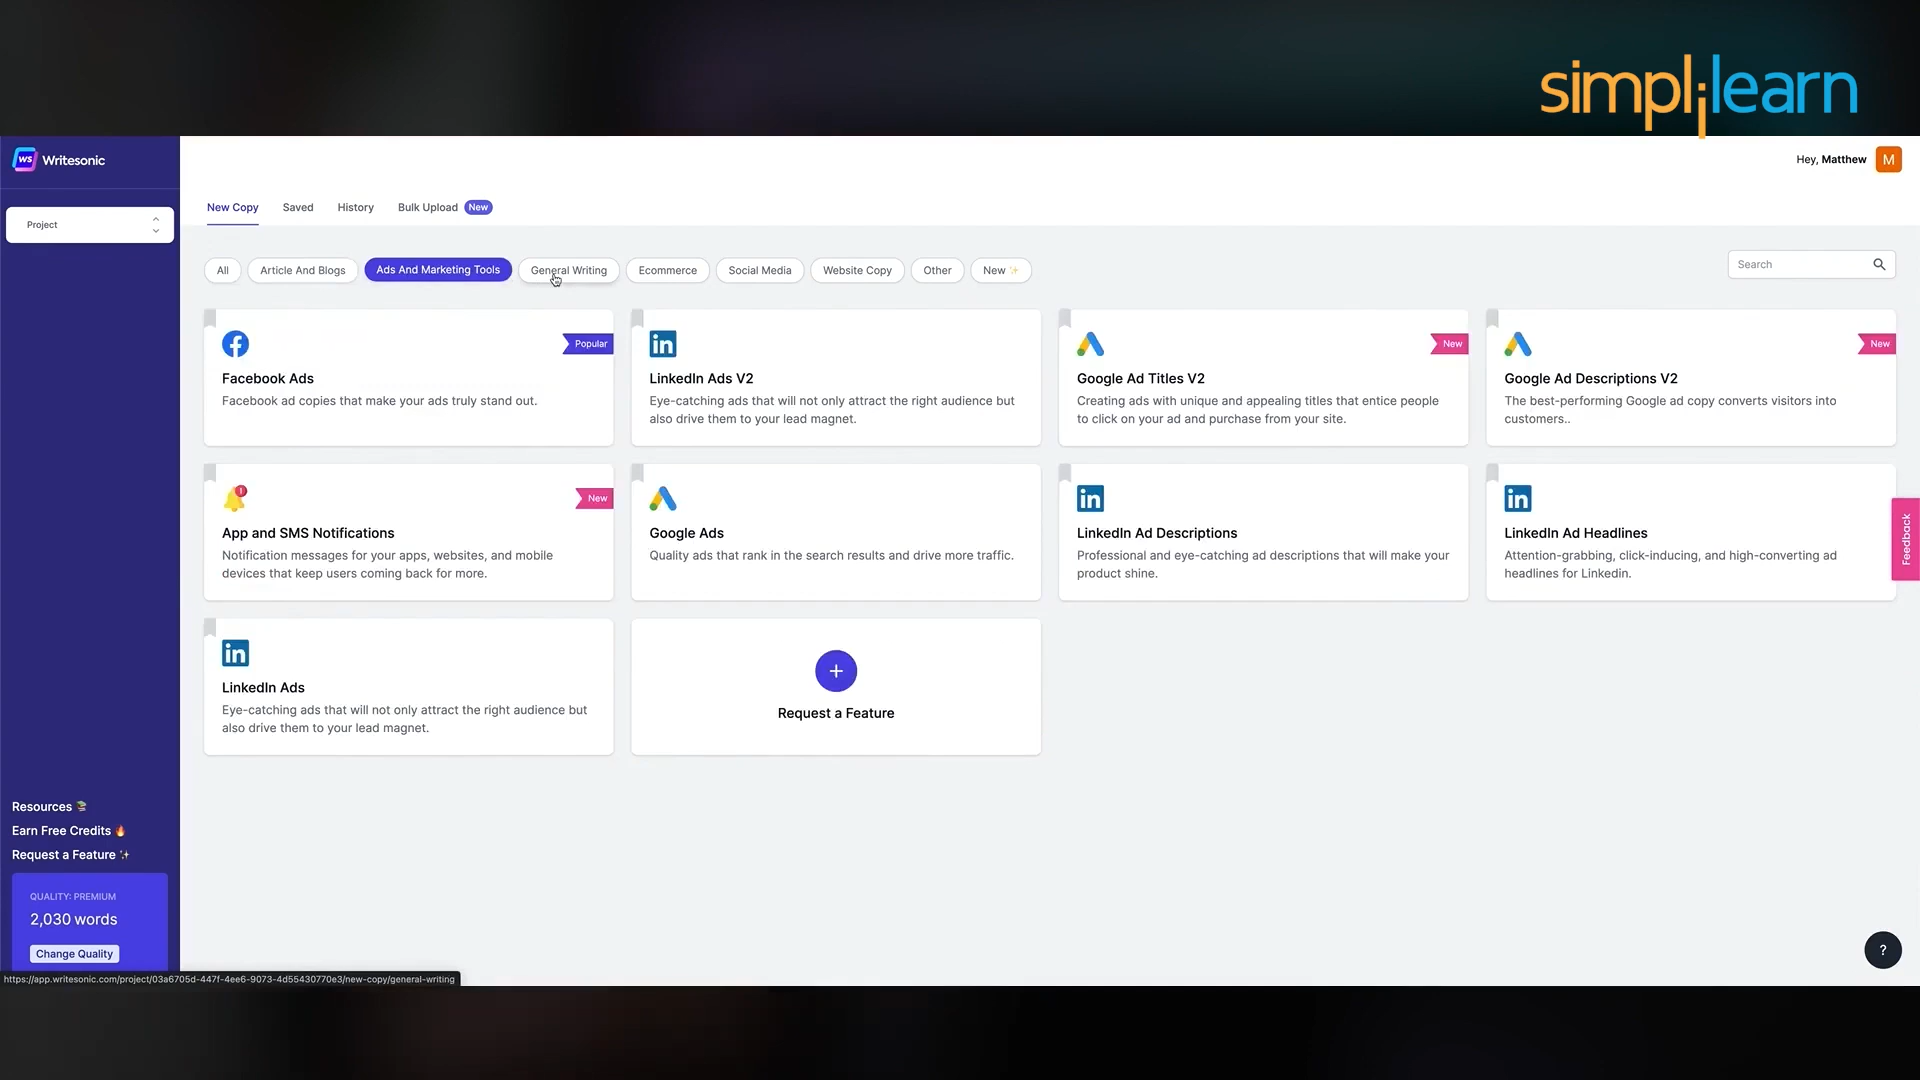 simplilearn
WS Writesonic
Hey, Matthew M
Project
New Copy Saved History Bulk Upload New
All Article And Blogs Ads And Marketing Tools General Writing Ecommerce Social Media Website Copy Other New
Search
Popular
Facebook Ads
Facebook ad copies that make your ads truly stand out.
in
LinkedIn Ads V2
Eye-catching ads that will not only attract the right audience but
also drive them to your lead magnet.
New
Google Ad Titles V2
Creating ads with unique and appealing titles that entice people
to click on your ad and purchase from your site.
New
Google Ad Descriptions V2
The best-performing Google ad copy converts visitors into
customers..
1
New
App and SMS Notifications
Notification messages for your apps, websites, and mobile
devices that keep users coming back for more.
Google Ads
Quality ads that rank in the search results and drive more traffic.
in
LinkedIn Ad Descriptions
Professional and eye-catching ad descriptions that will make your
product shine.
in
LinkedIn Ad Headlines
Attention-grabbing, click-inducing, and high-converting ad
headlines for Linkedin.
Feedback
in
LinkedIn Ads
Eye-catching ads that will not only attract the right audience but
also drive them to your lead magnet.
+
Request a Feature
Resources
Earn Free Credits
Request a Feature
QUALITY: PREMIUM
2,030 words
Change Quality
?
https://app.writesonic.com/project/03a6705d-447f-4ee6-9073-4d55430770e3/new-copy/general-writing